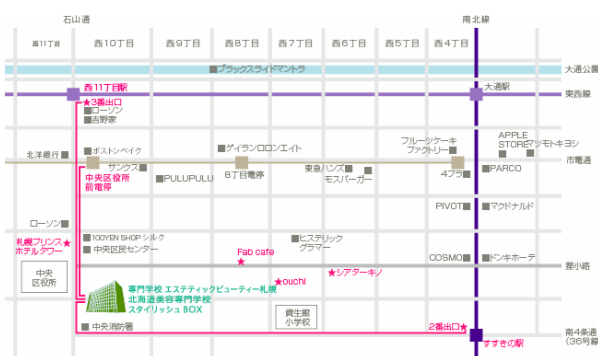 石山通
南北線
西11丁目
西10丁目
西9丁目
西8丁目
西7丁目
西6丁目
西5丁目
西4丁目
■ブラックスライドマントラ
大通公園
西11丁目駅
大通駅
東西線
★3番出口
■ローソン
■吉野家
北洋銀行■
■ボストンベイク
サンクス■
■ゲイランロロンエイト
フルーツケーキ
ファクトリー■
APPLE
STORE
マツモトキヨシ
市電通
中央区役所
前電停
■PULUPULU
8丁目電停
東急ハンズ■
モスバーガー
4プラ■
■PARCO
ローソン■
PIVOT■
■マクドナルド
札幌プリンス★
ホテルタワー
■100YEN SHOP シルク
■中央区民センター
■ヒステリック
グラマー
Fab cafe
COSMO■
■ドンキホーテ
狸小路
中央
区役所
★ouchi
★シアターキノ
専門学校 エステティックビューティー札幌
北海道美容専門学校
スタイリッシュ BOX
資生館
小学校
■中央消防署
2番出口★
すすきの駅
南4条通
(36号線)